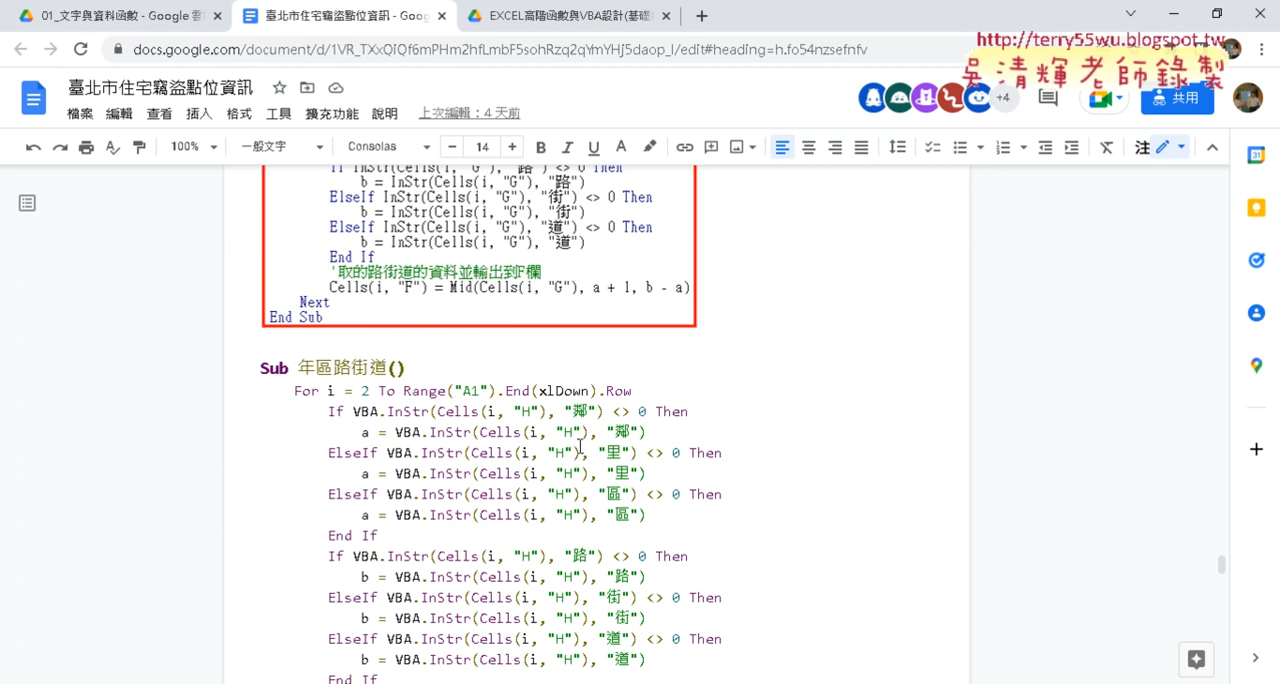 01_文字與資料函數 - Google 雲
臺北市住宅竊盜點位資訊 - Goog
EXCEL高階函數與VBA設計(基礎
docs.google.com/document/d/1VR_TXxQIQf6mPHm2hfLmbF5sohRzq2qYmYHj5daop_I/edit#heading=h.fo54nzsefnfv
http://terry55wu.blogspot.tw
吳清輝老師錄製
臺北市住宅竊盜點位資訊
檔案 編輯 查看 插入 格式 工具 擴充功能 說明 上次編輯：4 天前
+4
共用
100% 一般文字 Consolas 14 B I U A 注
If InStr(Cells(i, "G"), "路") <> 0 Then
b = InStr(Cells(i, "G"), "路")
ElseIf InStr(Cells(i, "G"), "街") <> 0 Then
b = InStr(Cells(i, "G"), "街")
ElseIf InStr(Cells(i, "G"), "道") <> 0 Then
b = InStr(Cells(i, "G"), "道")
End If
'取的路街道的資料並輸出到F欄
Cells(i, "F") = Mid(Cells(i, "G"), a + 1, b - a)
Next
End Sub
Sub 年區路街道()
For i = 2 To Range("A1").End(xlDown).Row
If VBA.InStr(Cells(i, "H"), "鄰") <> 0 Then
a = VBA.InStr(Cells(i, "H"), "鄰")
ElseIf VBA.InStr(Cells(i, "H"), "里") <> 0 Then
a = VBA.InStr(Cells(i, "H"), "里")
ElseIf VBA.InStr(Cells(i, "H"), "區") <> 0 Then
a = VBA.InStr(Cells(i, "H"), "區")
End If
If VBA.InStr(Cells(i, "H"), "路") <> 0 Then
b = VBA.InStr(Cells(i, "H"), "路")
ElseIf VBA.InStr(Cells(i, "H"), "街") <> 0 Then
b = VBA.InStr(Cells(i, "H"), "街")
ElseIf VBA.InStr(Cells(i, "H"), "道") <> 0 Then
b = VBA.InStr(Cells(i, "H"), "道")
End If